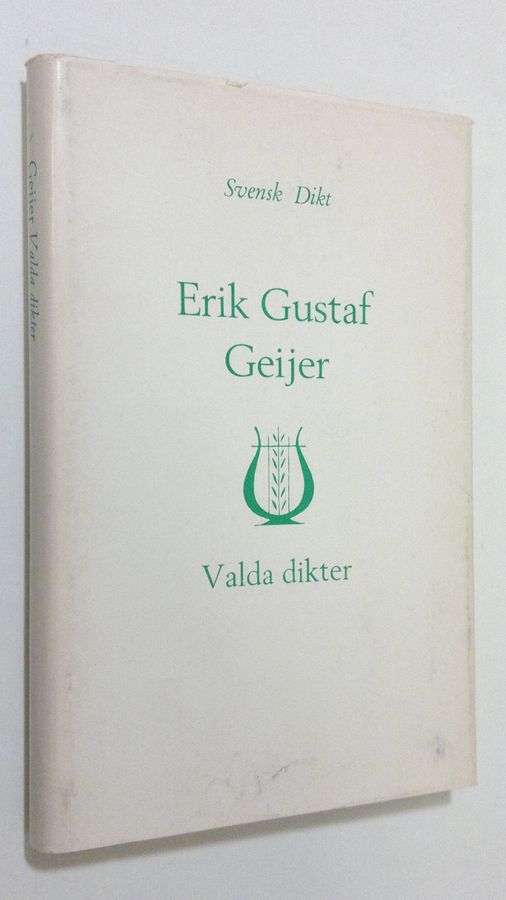 Svensk Dikt
Erik Gustaf
Geijer
Valda dikter
Geijer Valda dikter